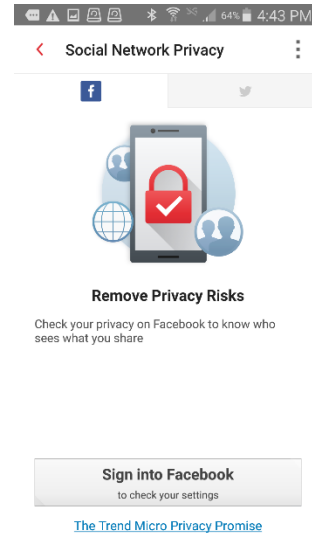 64% 4:43 PM
Social Network Privacy
f
Remove Privacy Risks
Check your privacy on Facebook to know who
sees what you share
Sign into Facebook
to check your settings
The Trend Micro Privacy Promise